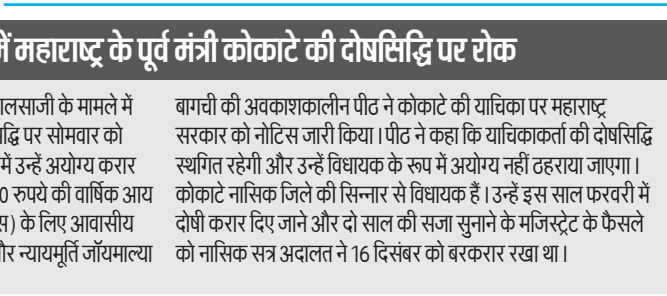 में महाराष्ट्र के पूर्व मंत्री कोकाटे की दोषसिद्धि पर रोक
ालसाजी के मामले में
द्धि पर सोमवार को
में उन्हें अयोग्य करार
0 रुपये की वार्षिक आय
स) के लिए आवासीय
और न्यायमूर्ति जॉयमाल्या
बागची की अवकाशकालीन पीठ ने कोकाटे की याचिका पर महाराष्ट्र
सरकार को नोटिस जारी किया। पीठ ने कहा कि याचिकाकर्ता की दोषसिद्धि
स्थगित रहेगी और उन्हें विधायक के रूप में अयोग्य नहीं ठहराया जाएगा।
कोकाटे नासिक जिले की सिन्नार से विधायक हैं। उन्हें इस साल फरवरी में
दोषी करार दिए जाने और दो साल की सजा सुनाने के मजिस्ट्रेट के फैसले
को नासिक सत्र अदालत ने 16 दिसंबर को बरकरार रखा था।